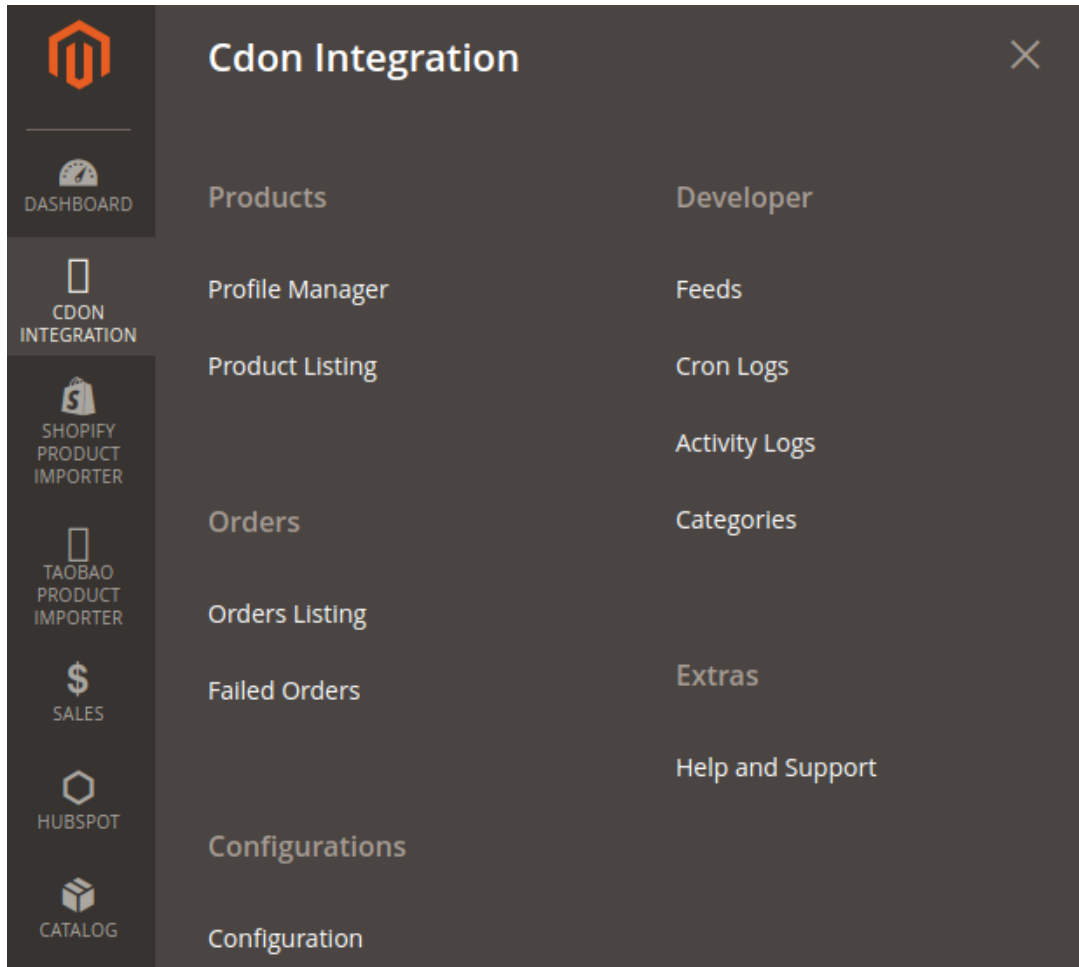 Cdon Integration
DASHBOARD
CDON
INTEGRATION
SHOPIFY
PRODUCT
IMPORTER
TAOBAO
PRODUCT
IMPORTER
$
SALES
HUBSPOT
CATALOG
Products
Profile Manager
Product Listing
Orders
Orders Listing
Failed Orders
Configurations
Configuration
Developer
Feeds
Cron Logs
Activity Logs
Categories
Extras
Help and Support